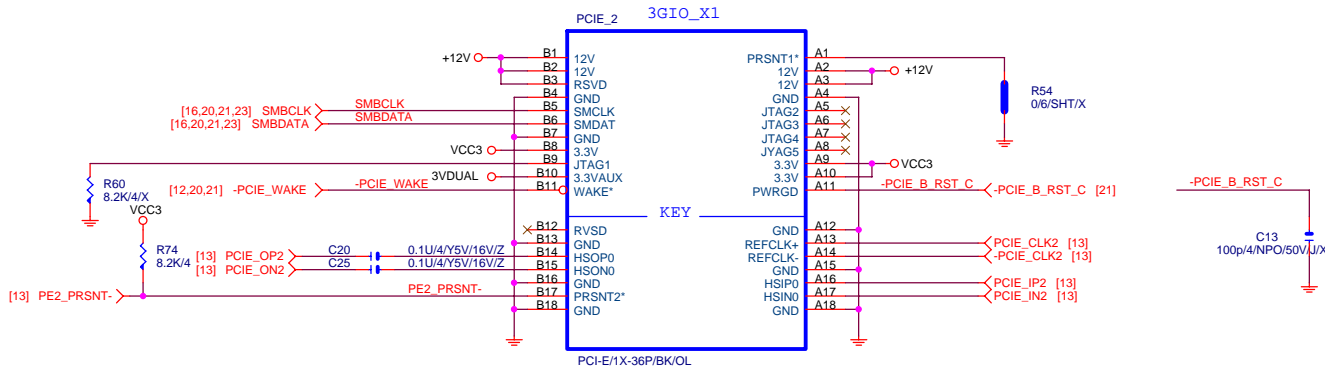 3GIO_X1
PCIE_2
+12V
B1 12V
B2 12V
B3 RSVD
B4 GND
[16,20,21,23] SMBCLK SMBCLK B5 SMCLK
[16,20,21,23] SMBDATA SMBDATA B6 SMDAT
B7 GND
VCC3 B8 3.3V
B9 JTAG1
3VDUAL B10 3.3VAUX
R60
8.2K/4/X
[12,20,21] -PCIE_WAKE -PCIE_WAKE B11 WAKE*
KEY
VCC3
R74
8.2K/4
B12 RVSD
B13 GND
[13] PCIE_OP2 C20 0.1U/4/Y5V/16V/Z B14 HSOP0
[13] PCIE_ON2 C25 0.1U/4/Y5V/16V/Z B15 HSON0
B16 GND
[13] PE2_PRSNT- PE2_PRSNT- B17 PRSNT2*
B18 GND
PRSNT1* A1
12V A2 +12V
12V A3
GND A4
JTAG2 A5
JTAG3 A6
JTAG4 A7
JYAG5 A8
3.3V A9 VCC3
3.3V A10
PWRGD A11 -PCIE_B_RST_C -PCIE_B_RST_C [21]
GND A12
REFCLK+ A13 PCIE_CLK2 [13]
REFCLK- A14 -PCIE_CLK2 [13]
GND A15
HSIP0 A16 PCIE_IP2 [13]
HSIN0 A17 PCIE_IN2 [13]
GND A18
R54
0/6/SHT/X
-PCIE_B_RST_C
C13
100p/4/NPO/50V/J/X
PCI-E/1X-36P/BK/OL